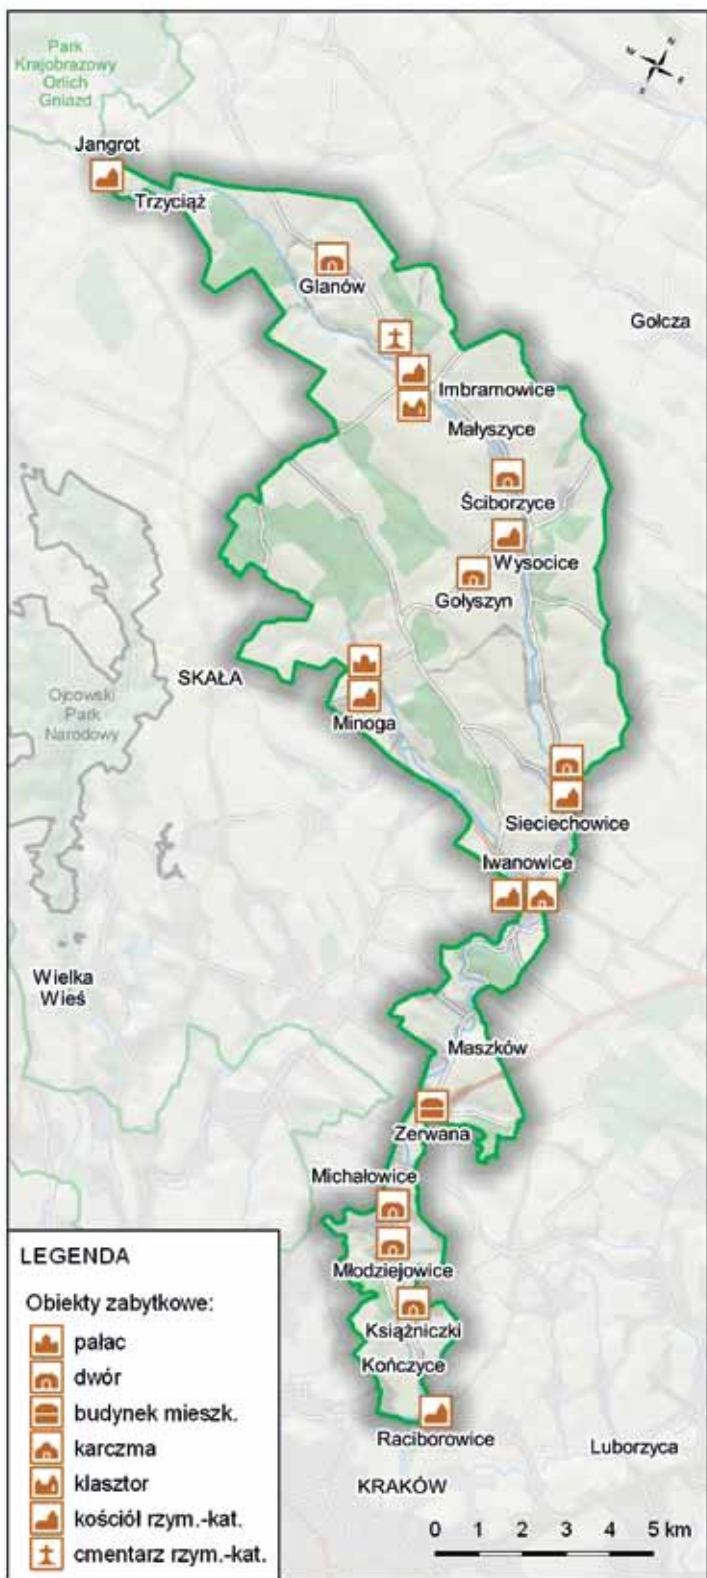 Park
Krajobrazowy
Orlich
Gniazd
N
E
W
S
Jangrot
Trzyciąż
Glanów
Gołcza
Imbramowice
Małyszyce
Ściborzyce
Wysocice
Gołyszyn
SKAŁA
Ojcowski
Park
Narodowy
Minoga
Sieciechowice
Iwanowice
Wielka
Wieś
Maszków
Zerwana
Michałowice
Młodziejowice
Książniczki
Kończyce
Raciborowice
Luborzyca
KRAKÓW
LEGENDA
Obiekty zabytkowe:
pałac
dwór
budynek mieszk.
karczma
klasztor
kościół rzym.-kat.
cmentarz rzym.-kat.
0 1 2 3 4 5 km